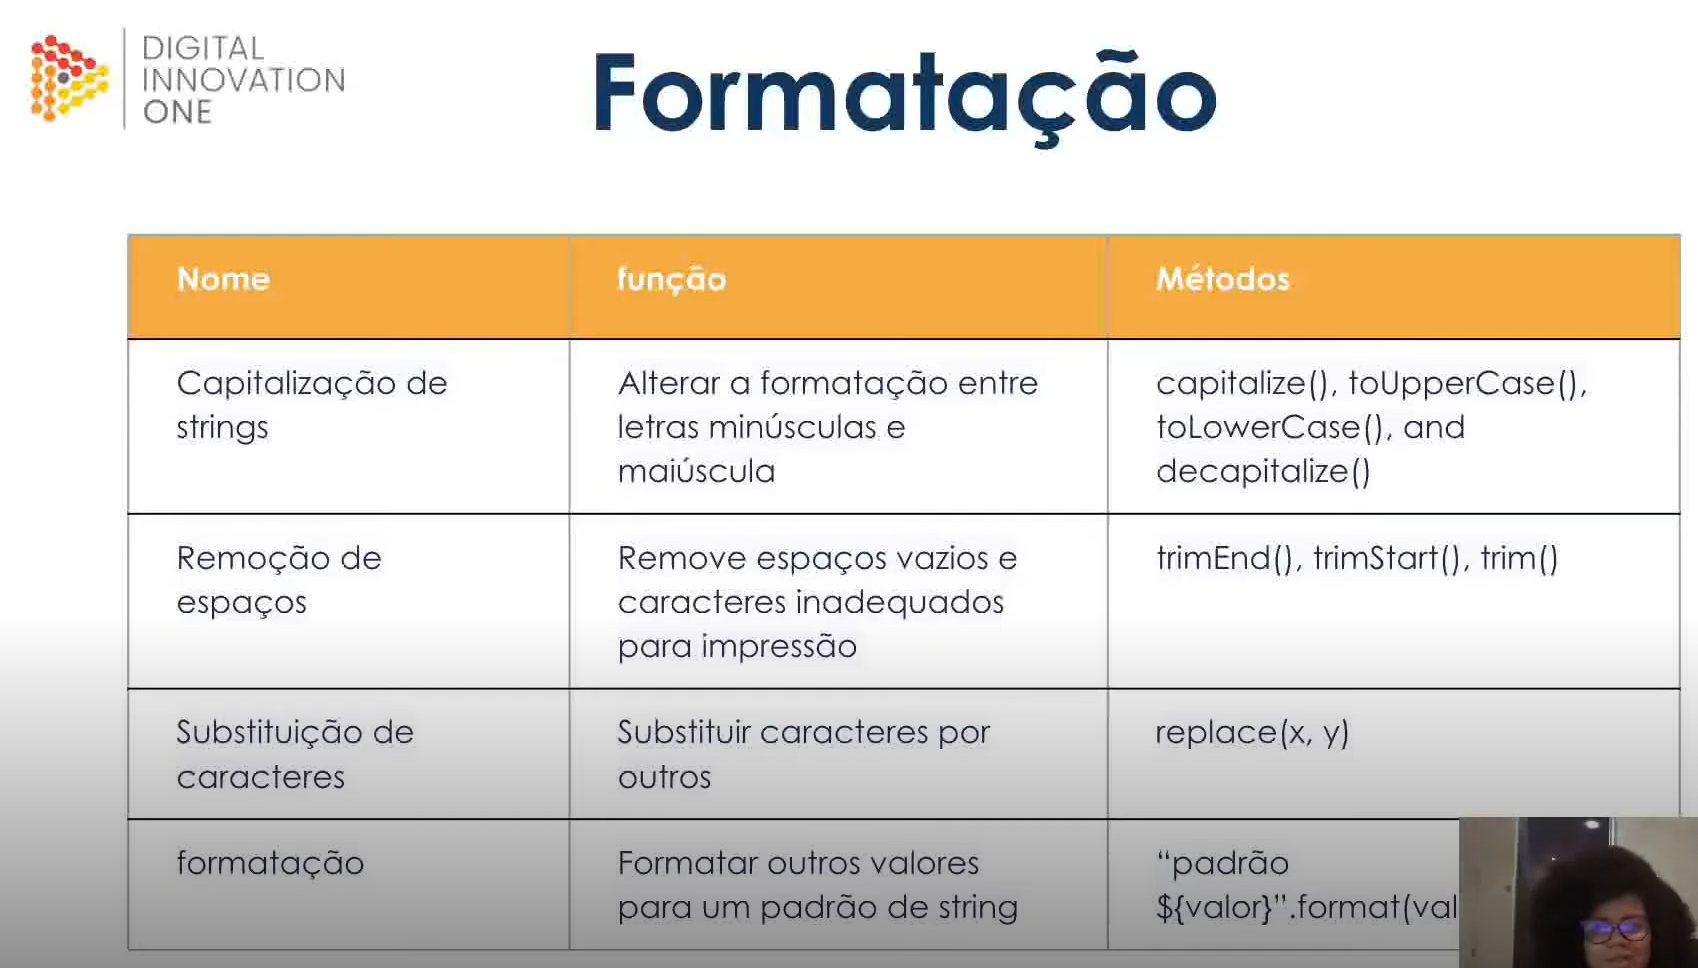 DIGITAL
INNOVATION
ONE
Formatação
Nome
função
Métodos
Capitalização de
strings
Alterar a formatação entre
letras minúsculas e
maiúscula
capitalize(), toUpperCase(),
toLowerCase(), and
decapitalize()
Remoção de
espaços
Remove espaços vazios e
caracteres inadequados
para impressão
trimEnd(), trimStart(), trim()
Substituição de
caracteres
Substituir caracteres por
outros
replace(x, y)
formatação
Formatar outros valores
para um padrão de string
“padrão
${valor}”.format(val